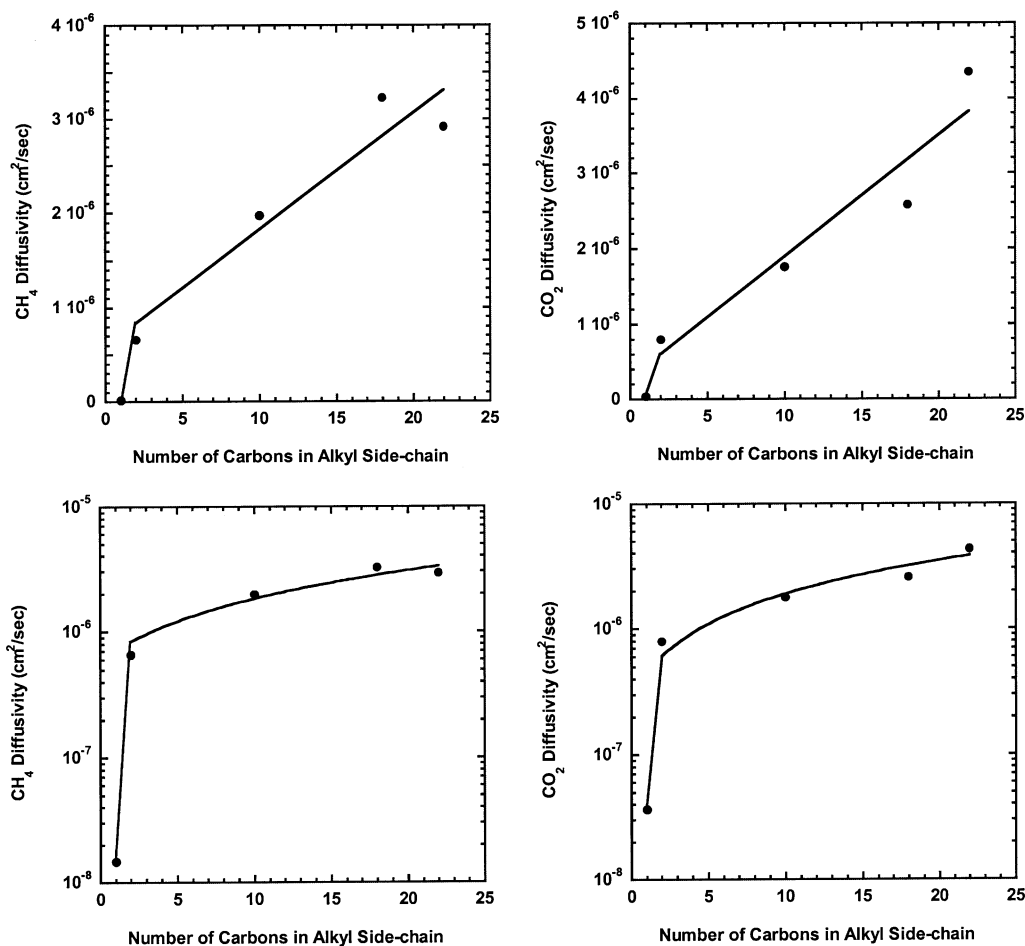 4 10^-6
3 10^-6
2 10^-6
1 10^-6
0
CH4 Diffusivity (cm2/sec)
0 5 10 15 20 25
Number of Carbons in Alkyl Side-chain
5 10^-6
4 10^-6
3 10^-6
2 10^-6
1 10^-6
0
CO2 Diffusivity (cm2/sec)
0 5 10 15 20 25
Number of Carbons in Alkyl Side-chain
10^-5
10^-6
10^-7
10^-8
CH4 Diffusivity (cm2/sec)
0 5 10 15 20 25
Number of Carbons in Alkyl Side-chain
10^-5
10^-6
10^-7
10^-8
CO2 Diffusivity (cm2/sec)
0 5 10 15 20 25
Number of Carbons in Alkyl Side-chain